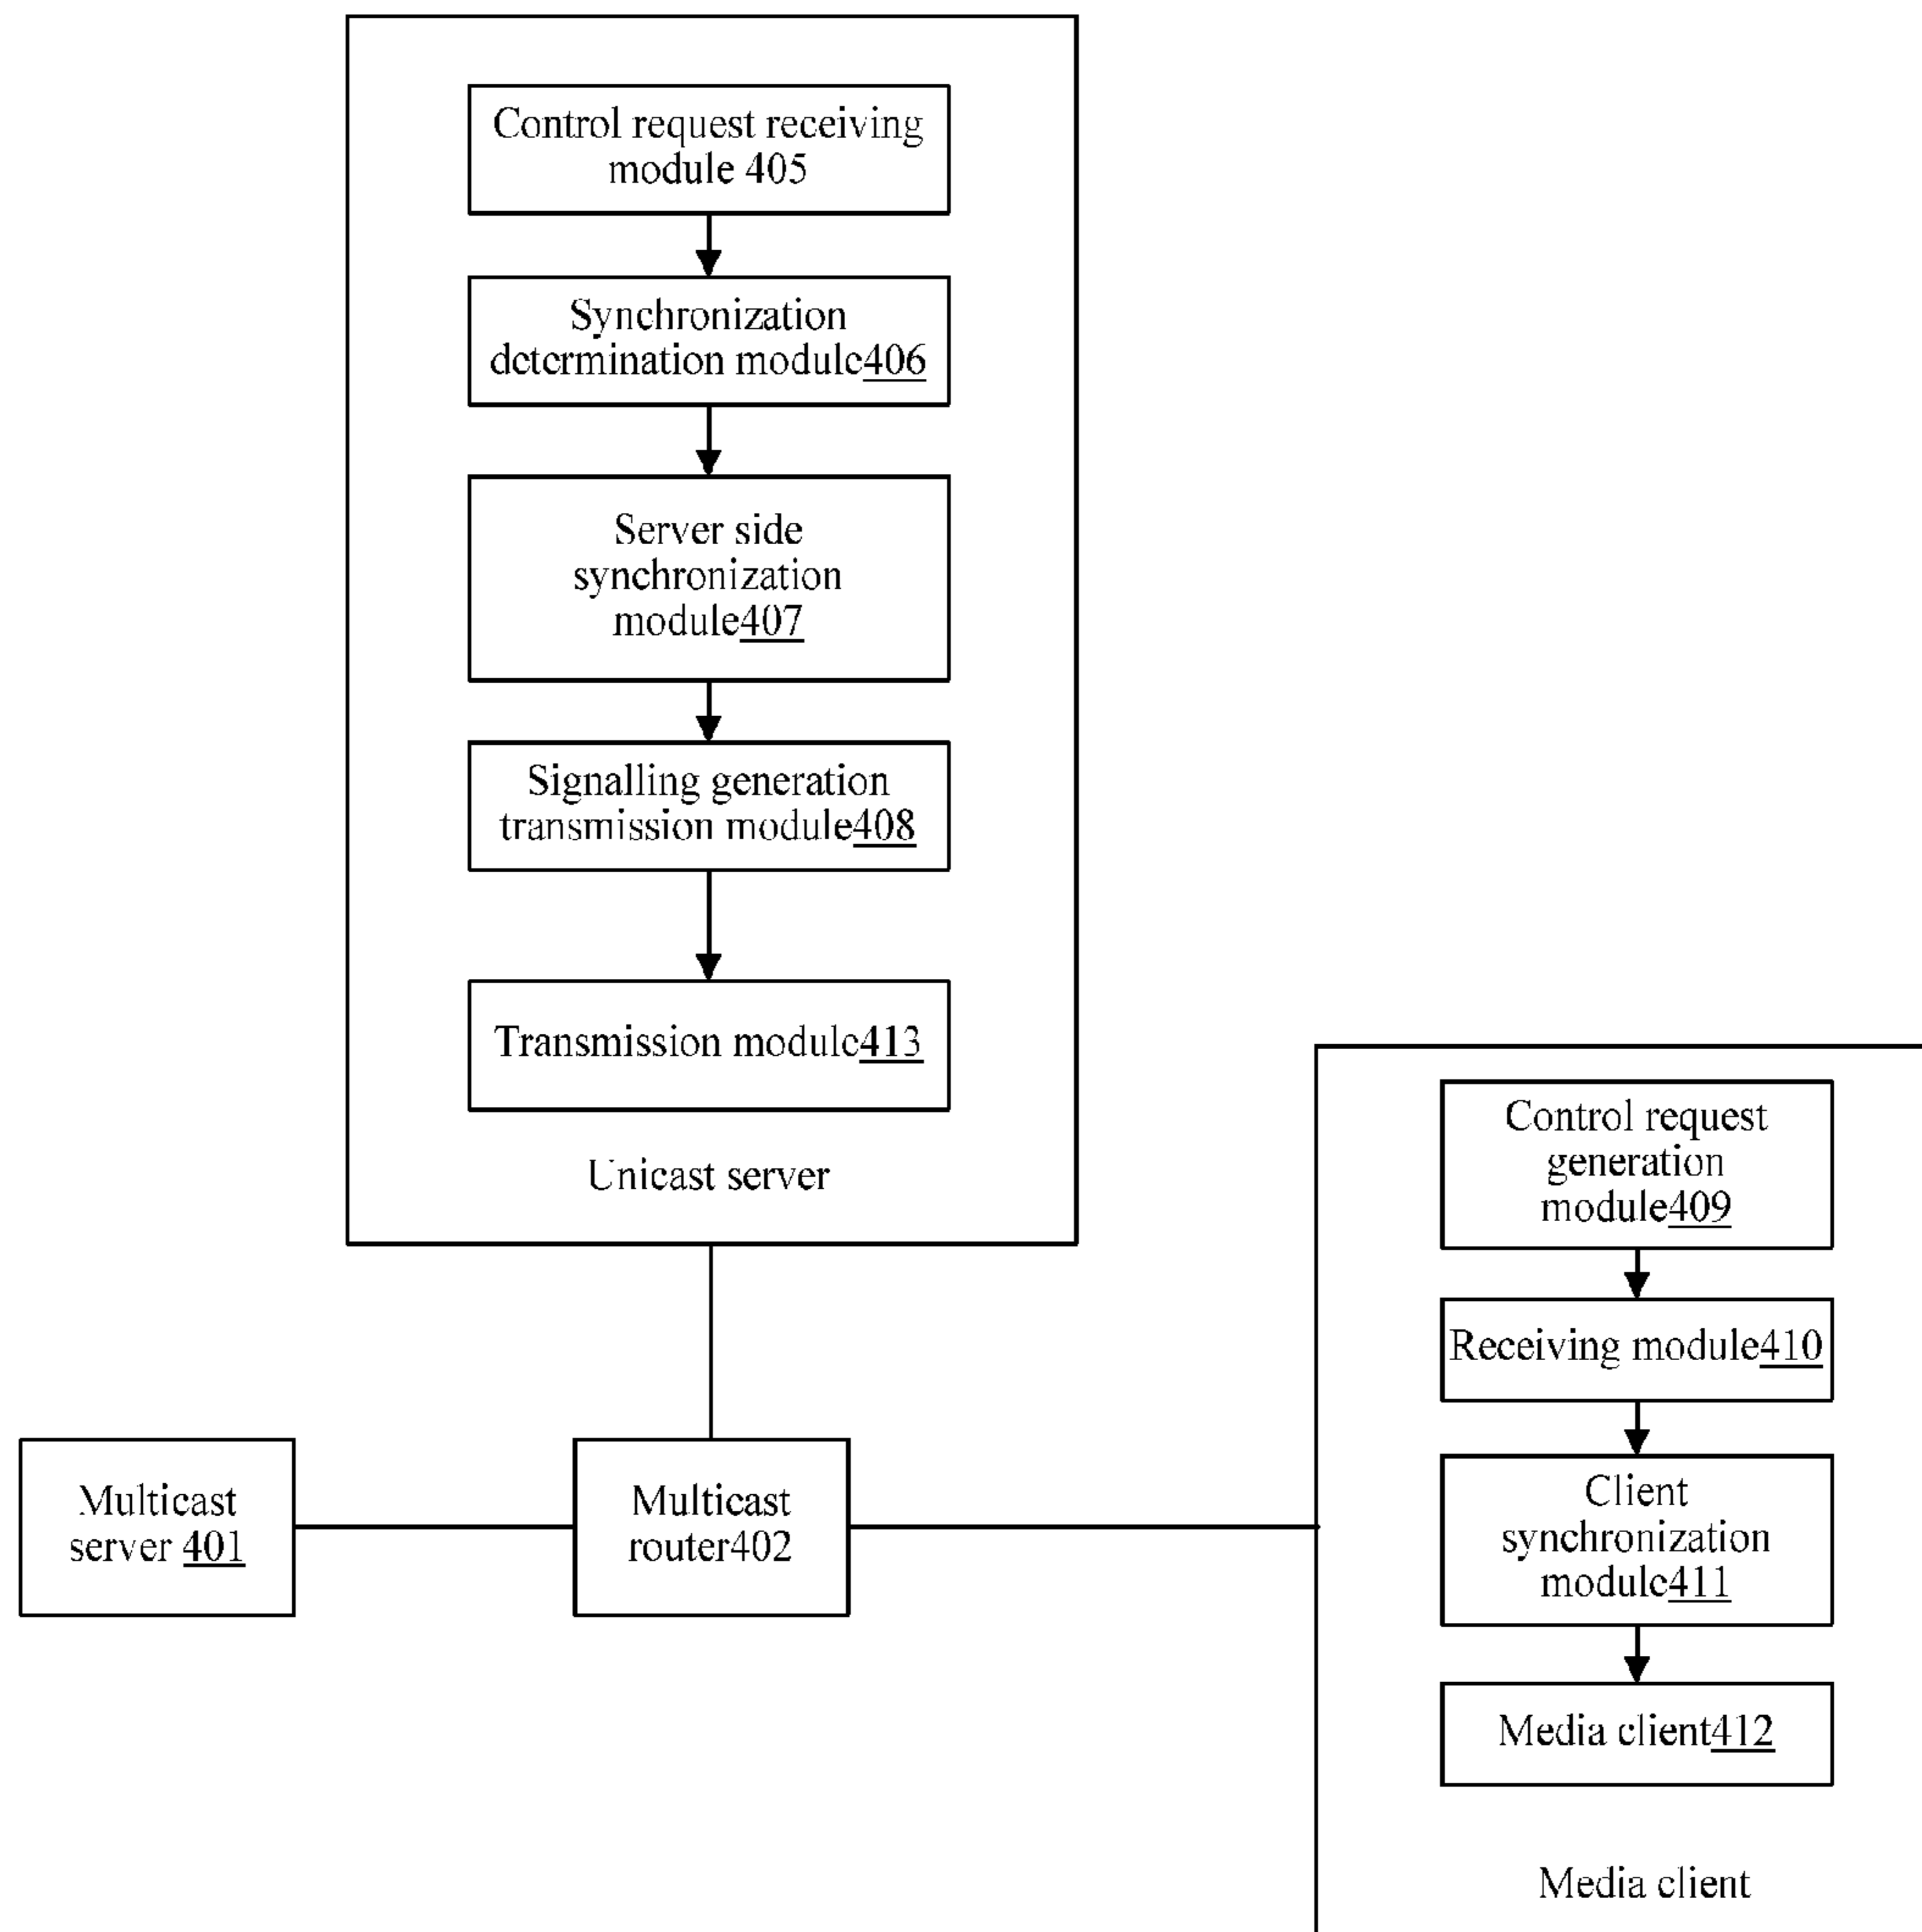 Control request receiving
module 405
Synchronization
determination module406
Server side
synchronization
module407
Signalling generation
transmission module408
Transmission module413
Unicast server
Control request
generation
module409
Receiving module410
Client
synchronization
module411
Media client412
Media client
Multicast
server 401
Multicast
router402